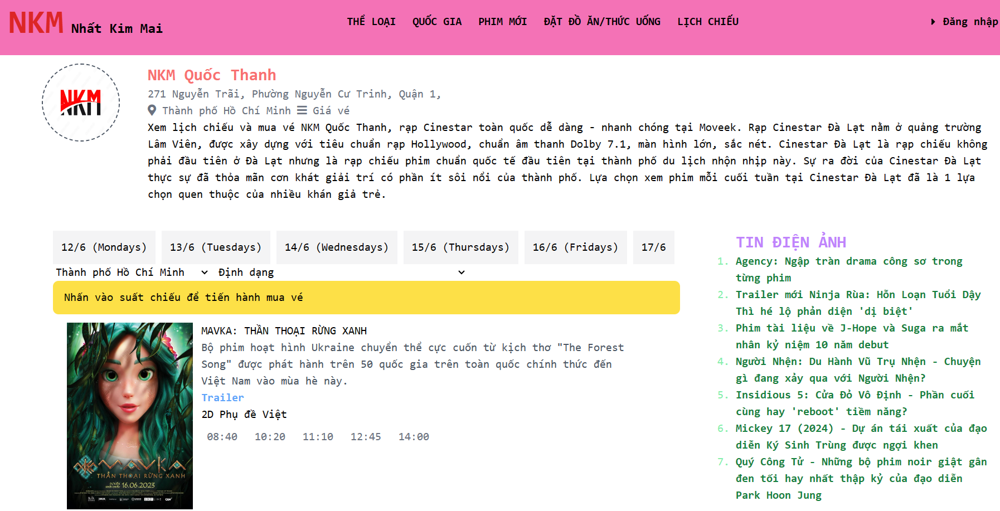 NKM Nhất Kim Mai
THỂ LOẠI QUỐC GIA PHIM MỚI ĐẶT ĐỒ ĂN/THỨC UỐNG LỊCH CHIẾU
Đăng nhập
NKM
NKM Quốc Thanh
271 Nguyễn Trãi, Phường Nguyễn Cư Trinh, Quận 1,
Thành phố Hồ Chí Minh Giá vé
Xem lịch chiếu và mua vé NKM Quốc Thanh, rạp Cinestar toàn quốc dễ dàng - nhanh chóng tại Moveek. Rạp Cinestar Đà Lạt nằm ở quảng trường
Lâm Viên, được xây dựng với tiêu chuẩn rạp Hollywood, chuẩn âm thanh Dolby 7.1, màn hình lớn, sắc nét. Cinestar Đà Lạt là rạp chiếu không
phải đầu tiên ở Đà Lạt nhưng là rạp chiếu phim chuẩn quốc tế đầu tiên tại thành phố du lịch nhộn nhịp này. Sự ra đời của Cinestar Đà Lạt
thực sự đã thỏa mãn cơn khát giải trí có phần ít sôi nổi của thành phố. Lựa chọn xem phim mỗi cuối tuần tại Cinestar Đà Lạt đã là 1 lựa
chọn quen thuộc của nhiều khán giả trẻ.
12/6 (Mondays) 13/6 (Tuesdays) 14/6 (Wednesdays) 15/6 (Thursdays) 16/6 (Fridays) 17/6
Thành phố Hồ Chí Minh Định dạng
Nhấn vào suất chiếu để tiến hành mua vé
MAVKA
THẦN THOẠI RỪNG XANH
DỰ KIẾN
KHỞI CHIẾU 16.06.2023
MAVKA: THẦN THOẠI RỪNG XANH
Bộ phim hoạt hình Ukraine chuyển thể cực cuốn từ kịch thơ "The Forest
Song" được phát hành trên 50 quốc gia trên toàn quốc chính thức đến
Việt Nam vào mùa hè này.
Trailer
2D Phụ đề Việt
08:40 10:20 11:10 12:45 14:00
TIN ĐIỆN ẢNH
1. Agency: Ngập tràn drama công sơ trong
từng phim
2. Trailer mới Ninja Rùa: Hỗn Loạn Tuổi Dậy
Thì hé lộ phản diện 'dị biệt'
3. Phim tài liệu về J-Hope và Suga ra mắt
nhân kỷ niệm 10 năm debut
4. Người Nhện: Du Hành Vũ Trụ Nhện - Chuyện
gì đang xảy qua với Người Nhện?
5. Insidious 5: Cửa Đỏ Vô Định - Phần cuối
cùng hay 'reboot' tiềm năng?
6. Mickey 17 (2024) - Dự án tái xuất của đạo
diễn Ký Sinh Trùng được ngợi khen
7. Quý Công Tử - Những bộ phim noir giật gân
đen tối hay nhất thập kỷ của đạo diễn
Park Hoon Jung